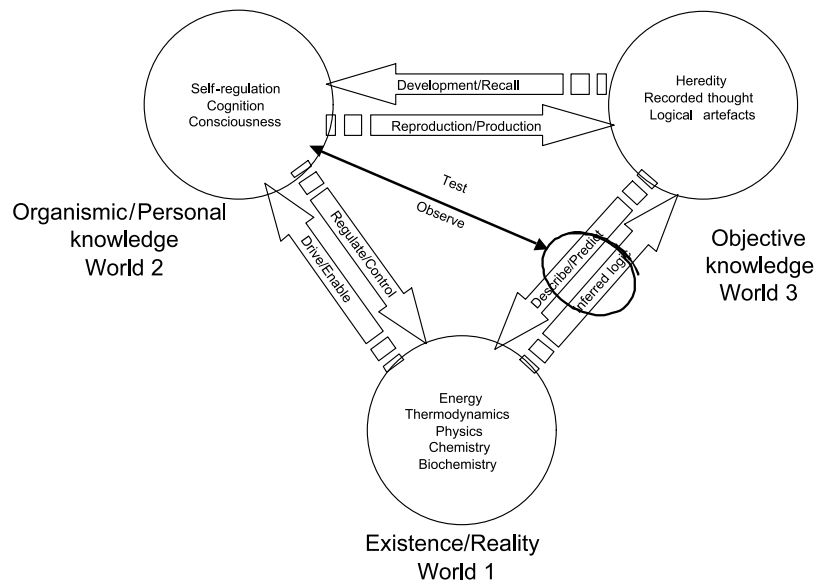 Self-regulation
Cognition
Consciousness
Development/Recall
Reproduction/Production
Heredity
Recorded thought
Logical artefacts
Organismic/Personal
knowledge
World 2
Test
Observe
Regulate/Control
Drive/Enable
Describe/Predict
Inferred logic
Objective
knowledge
World 3
Energy
Thermodynamics
Physics
Chemistry
Biochemistry
Existence/Reality
World 1